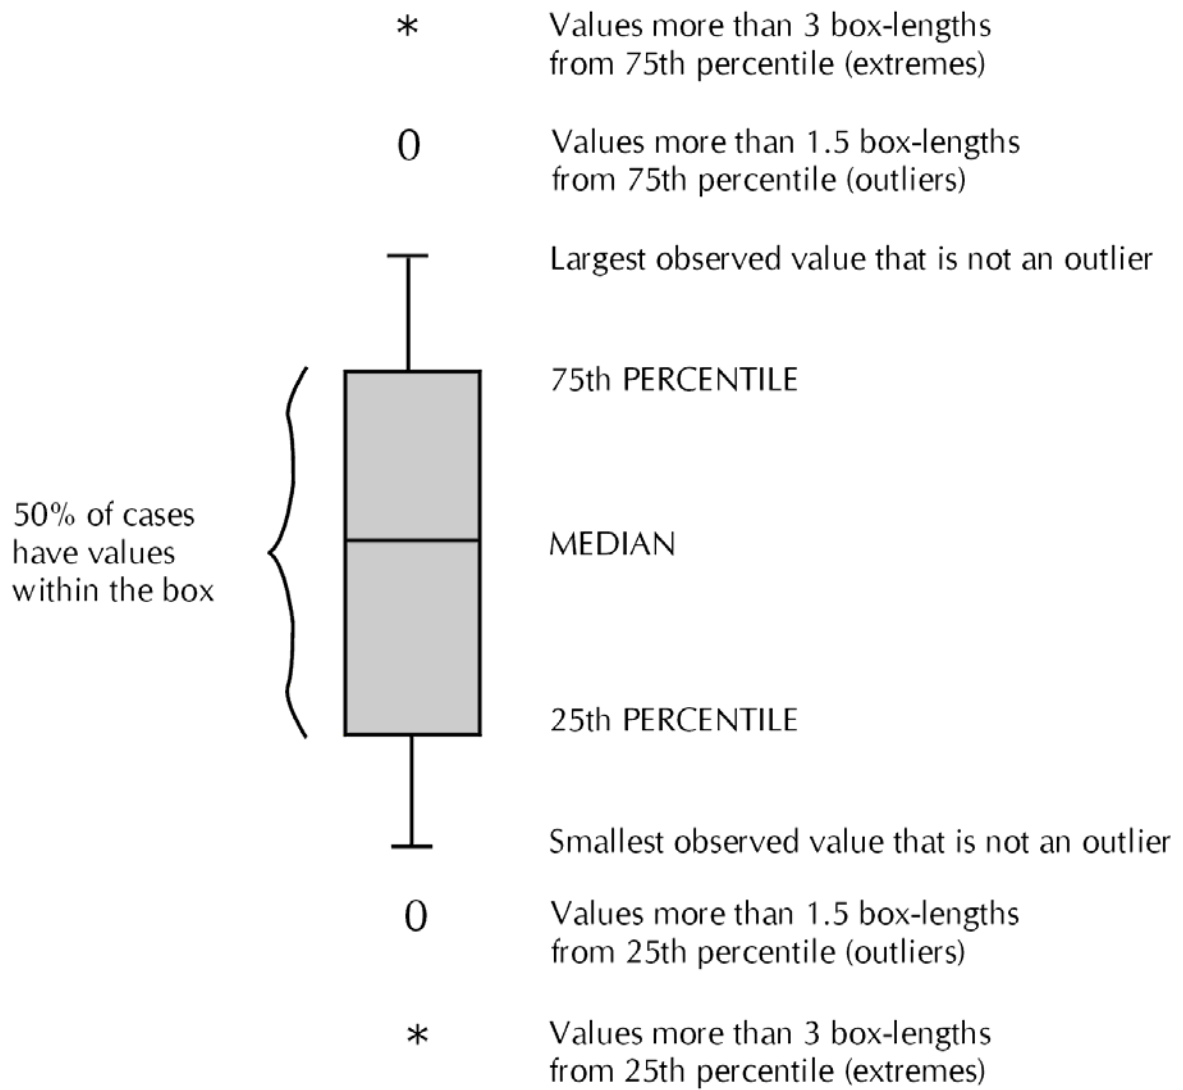 * Values more than 3 box-lengths
from 75th percentile (extremes)
O Values more than 1.5 box-lengths
from 75th percentile (outliers)
Largest observed value that is not an outlier
75th PERCENTILE
50% of cases
have values
within the box
MEDIAN
25th PERCENTILE
Smallest observed value that is not an outlier
O Values more than 1.5 box-lengths
from 25th percentile (outliers)
* Values more than 3 box-lengths
from 25th percentile (extremes)